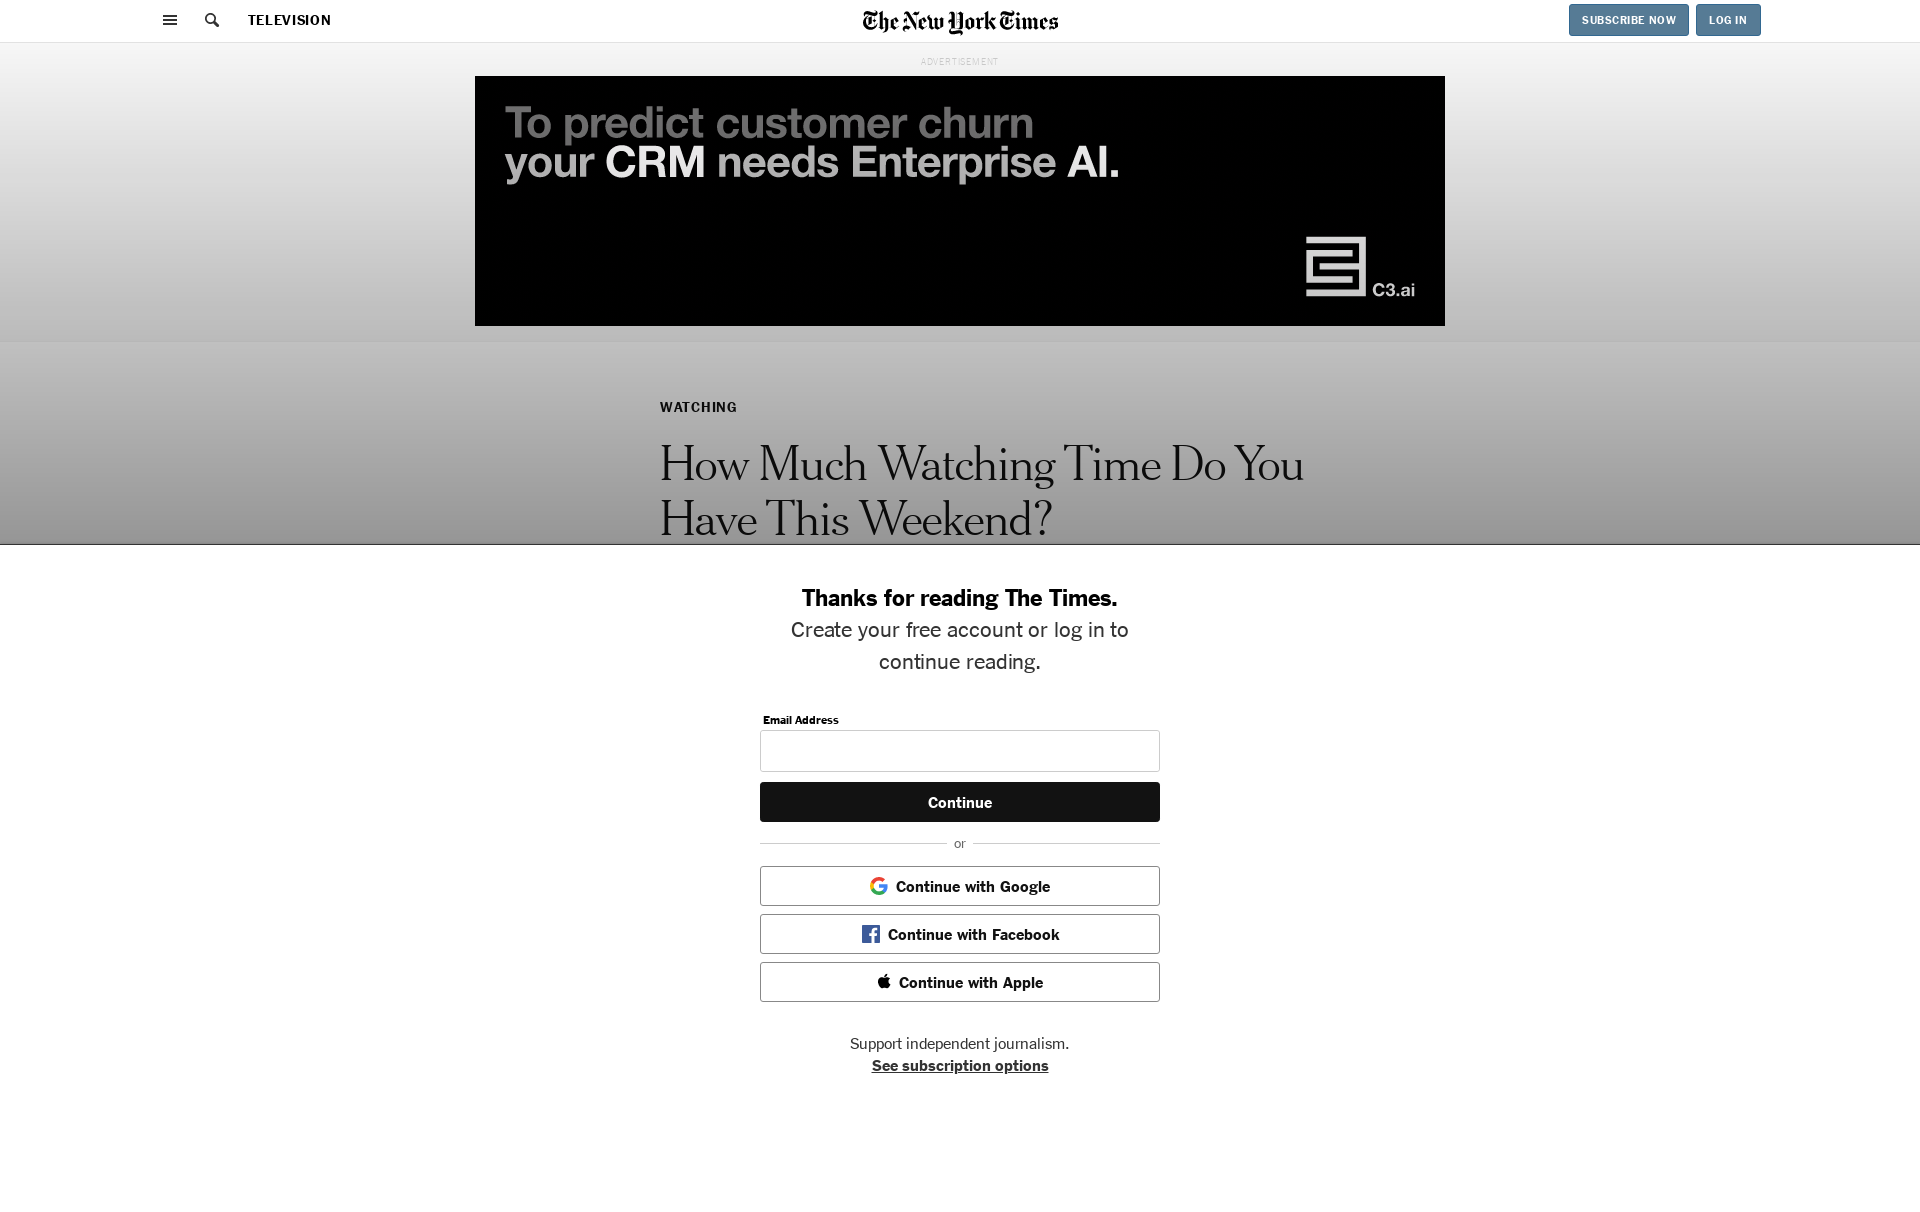 TELEVISION
The New York Times
SUBSCRIBE NOW
LOG IN
ADVERTISEMENT
To predict customer churn
your CRM needs Enterprise AI.
C3.ai
WATCHING
How Much Watching Time Do You
Have This Weekend?
Thanks for reading The Times.
Create your free account or log in to
continue reading.
Email Address
Continue
or
Continue with Google
Continue with Facebook
Continue with Apple
Support independent journalism.
See subscription options